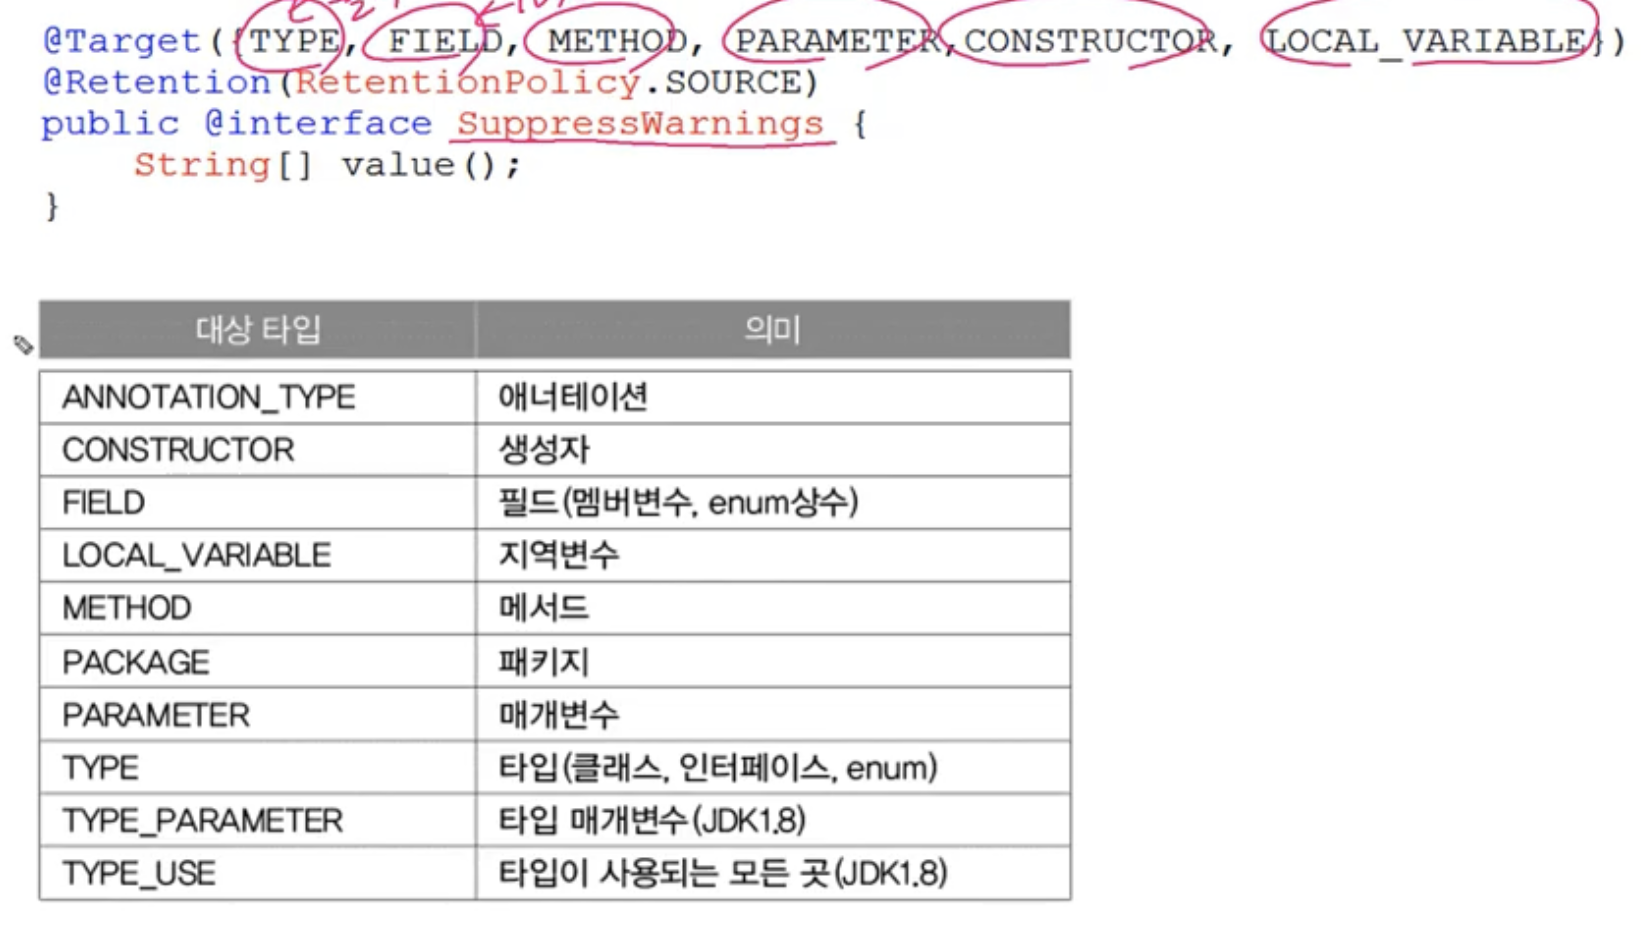 @Target({TYPE, FIELD, METHOD, PARAMETER,CONSTRUCTOR, LOCAL_VARIABLE})
@Retention(RetentionPolicy.SOURCE)
public @interface SuppressWarnings {
String[] value();
}
대상 타입 의미
ANNOTATION_TYPE 애너테이션
CONSTRUCTOR 생성자
FIELD 필드(멤버변수, enum상수)
LOCAL_VARIABLE 지역변수
METHOD 메서드
PACKAGE 패키지
PARAMETER 매개변수
TYPE 타입(클래스, 인터페이스, enum)
TYPE_PARAMETER 타입 매개변수(JDK1.8)
TYPE_USE 타입이 사용되는 모든 곳(JDK1.8)